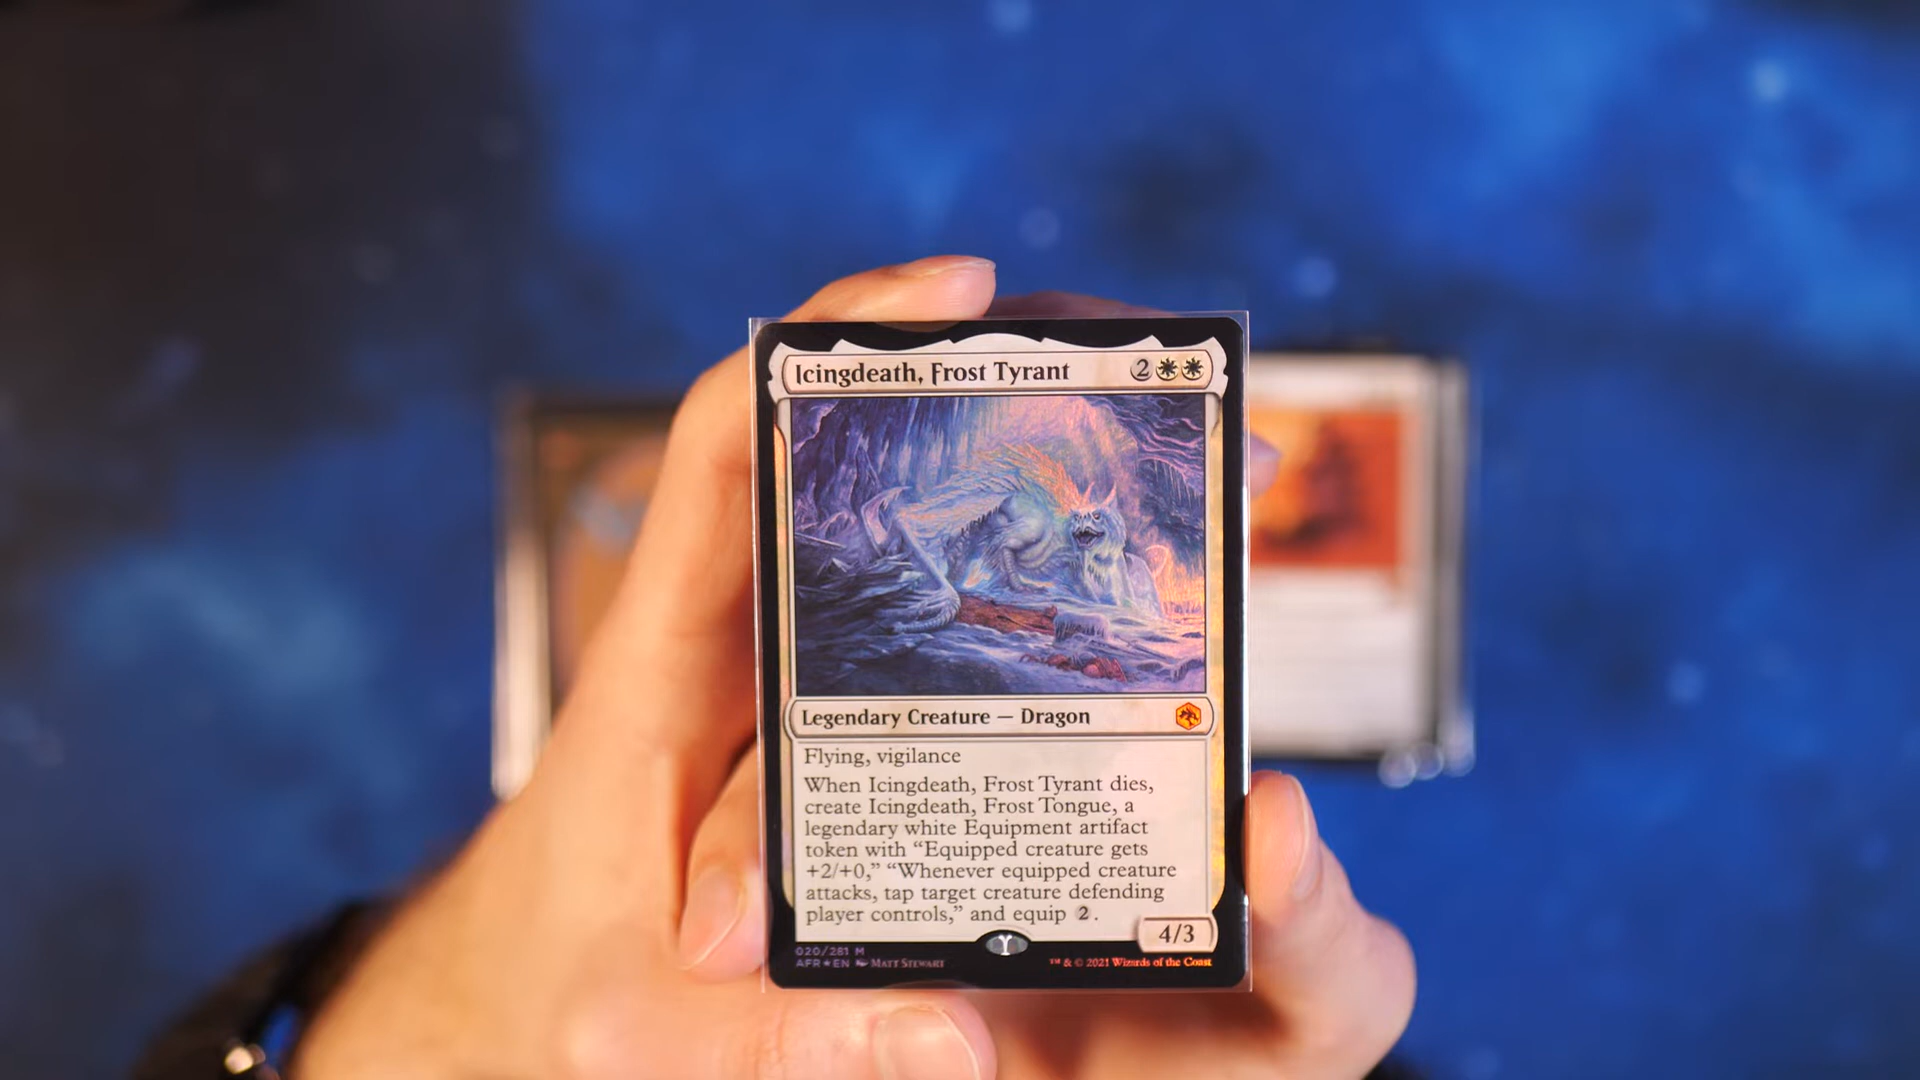 Icingdeath, Frost Tyrant 2
Legendary Creature — Dragon
Flying, vigilance
When Icingdeath, Frost Tyrant dies,
create Icingdeath, Frost Tongue, a
legendary white Equipment artifact
token with “Equipped creature gets
+2/+0,” “Whenever equipped creature
attacks, tap target creature defending
player controls,” and equip 2.
4/3
020/281 M
AFR★EN Matt Stewart
™ & © 2021 Wizards of the Coast